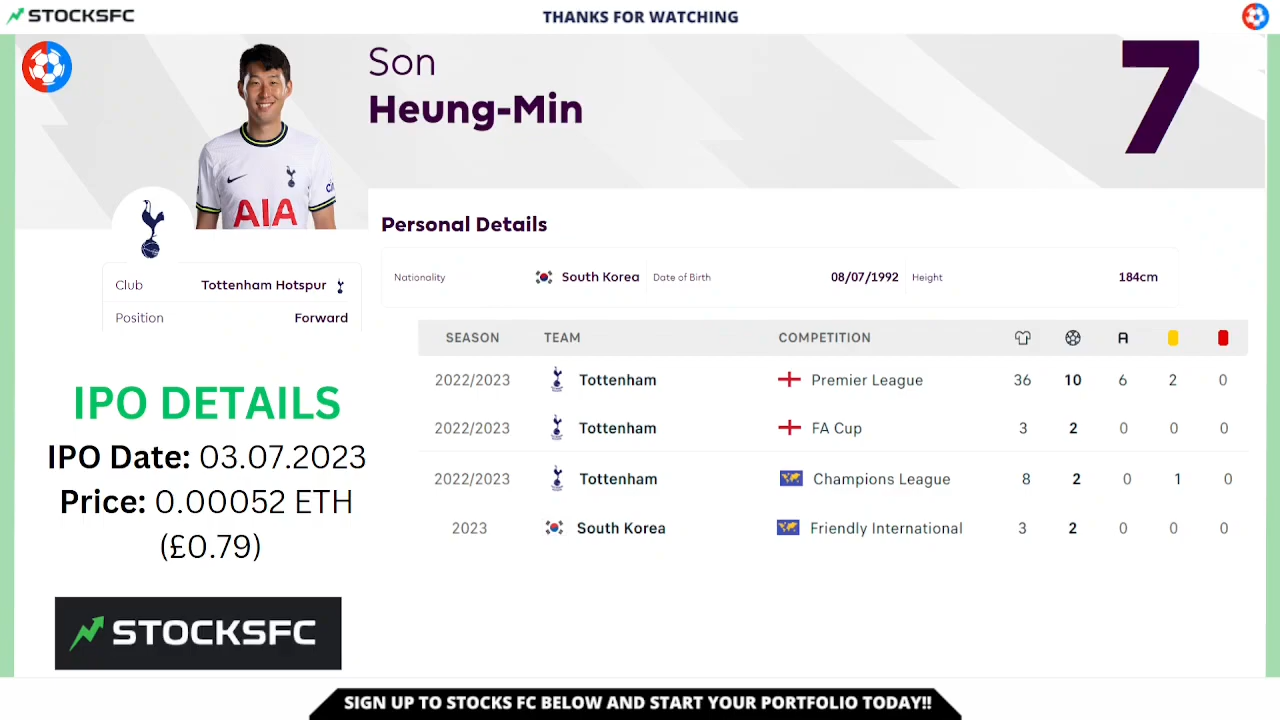 STOCKSFC
THANKS FOR WATCHING
Son
Heung-Min
7
AIA
Personal Details
Nationality South Korea Date of Birth 08/07/1992 Height 184cm
Club Tottenham Hotspur
Position Forward
SEASON TEAM COMPETITION A
2022/2023 Tottenham Premier League 36 10 6 2 0
2022/2023 Tottenham FA Cup 3 2 0 0 0
2022/2023 Tottenham Champions League 8 2 0 1 0
2023 South Korea Friendly International 3 2 0 0 0
IPO DETAILS
IPO Date: 03.07.2023
Price: 0.00052 ETH
(£0.79)
STOCKSFC
SIGN UP TO STOCKS FC BELOW AND START YOUR PORTFOLIO TODAY!!